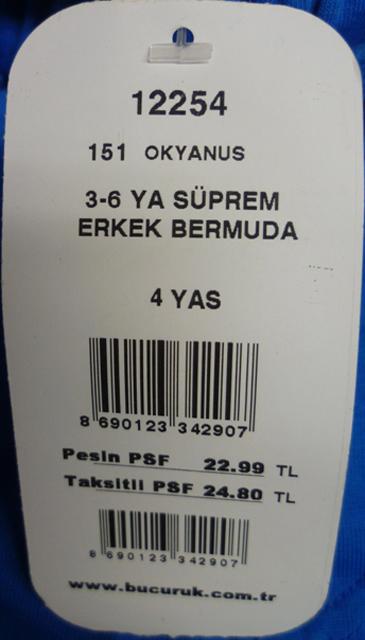 12254
151 OKYANUS
3-6 YA SÜPREM
ERKEK BERMUDA
4 YAS
8 690123 342907
Pesin PSF 22.99 TL
Taksitli PSF 24.80 TL
8 690123 342907
www.bucuruk.com.tr